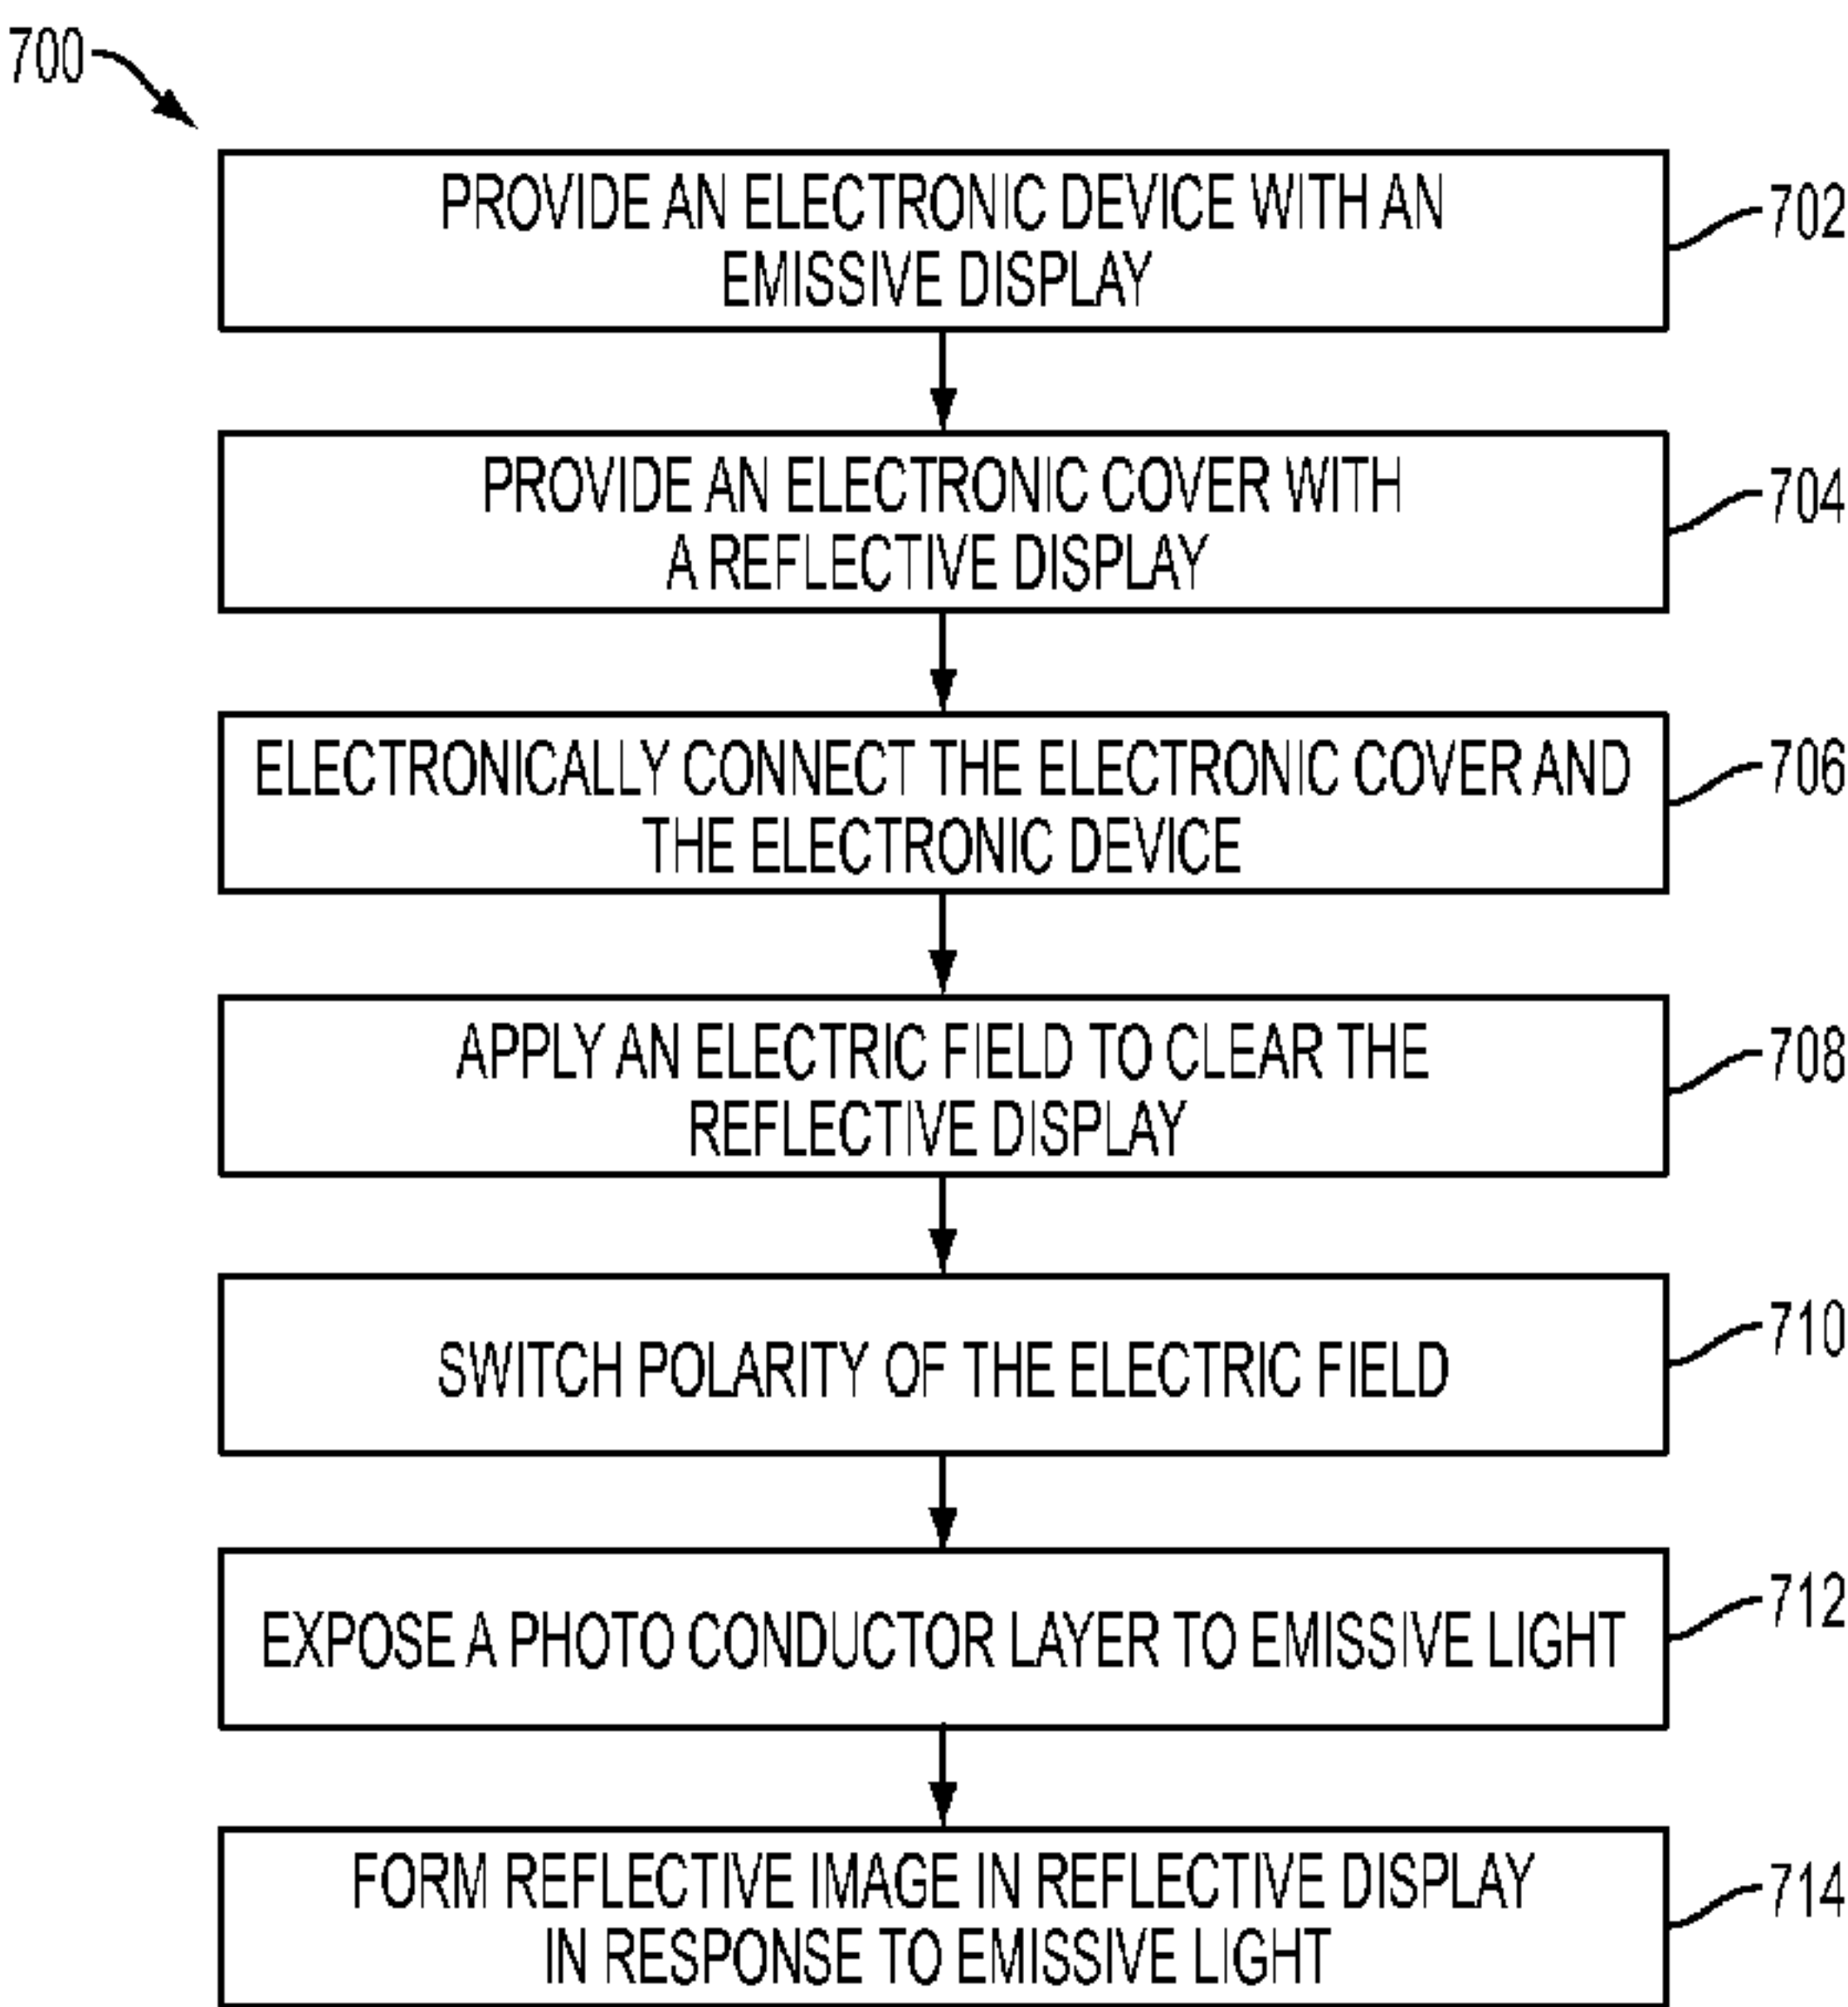 700
PROVIDE AN ELECTRONIC DEVICE WITH AN
EMISSIVE DISPLAY
702
PROVIDE AN ELECTRONIC COVER WITH
A REFLECTIVE DISPLAY
704
ELECTRONICALLY CONNECT THE ELECTRONIC COVER AND
THE ELECTRONIC DEVICE
706
APPLY AN ELECTRIC FIELD TO CLEAR THE
REFLECTIVE DISPLAY
708
SWITCH POLARITY OF THE ELECTRIC FIELD
710
EXPOSE A PHOTO CONDUCTOR LAYER TO EMISSIVE LIGHT
712
FORM REFLECTIVE IMAGE IN REFLECTIVE DISPLAY
IN RESPONSE TO EMISSIVE LIGHT
714